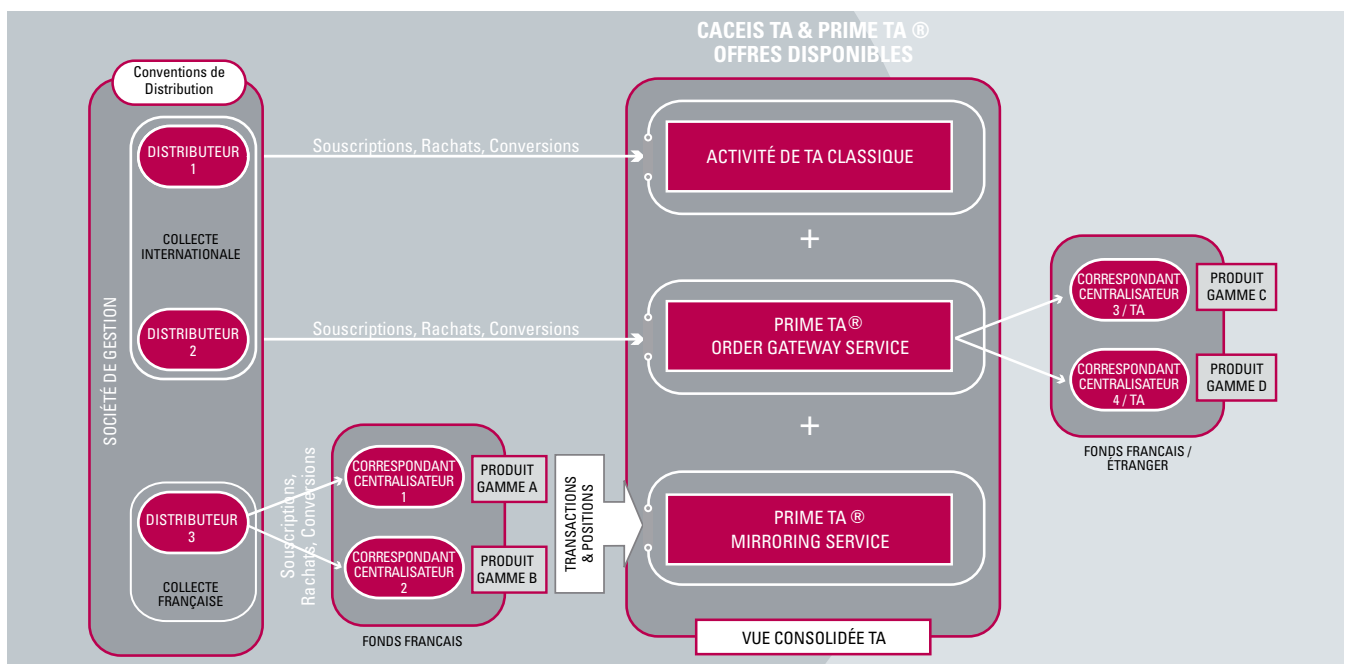 CACEIS TA & PRIME TA ®
OFFRES DISPONIBLES
Conventions de
Distribution
SOCIÉTÉ DE GESTION
DISTRIBUTEUR
1
COLLECTE
INTERNATIONALE
DISTRIBUTEUR
2
DISTRIBUTEUR
3
COLLECTE
FRANÇAISE
Souscriptions, Rachats, Conversions
Souscriptions, Rachats, Conversions
Souscriptions,
Rachats, Conversions
CORRESPONDANT
CENTRALISATEUR
1
PRODUIT
GAMME A
CORRESPONDANT
CENTRALISATEUR
2
PRODUIT
GAMME B
FONDS FRANCAIS
TRANSACTIONS
& POSITIONS
ACTIVITÉ DE TA CLASSIQUE
+
PRIME TA ®
ORDER GATEWAY SERVICE
+
PRIME TA ®
MIRRORING SERVICE
VUE CONSOLIDÉE TA
CORRESPONDANT
CENTRALISATEUR
3 / TA
PRODUIT
GAMME C
CORRESPONDANT
CENTRALISATEUR
4 / TA
PRODUIT
GAMME D
FONDS FRANCAIS /
ÉTRANGER